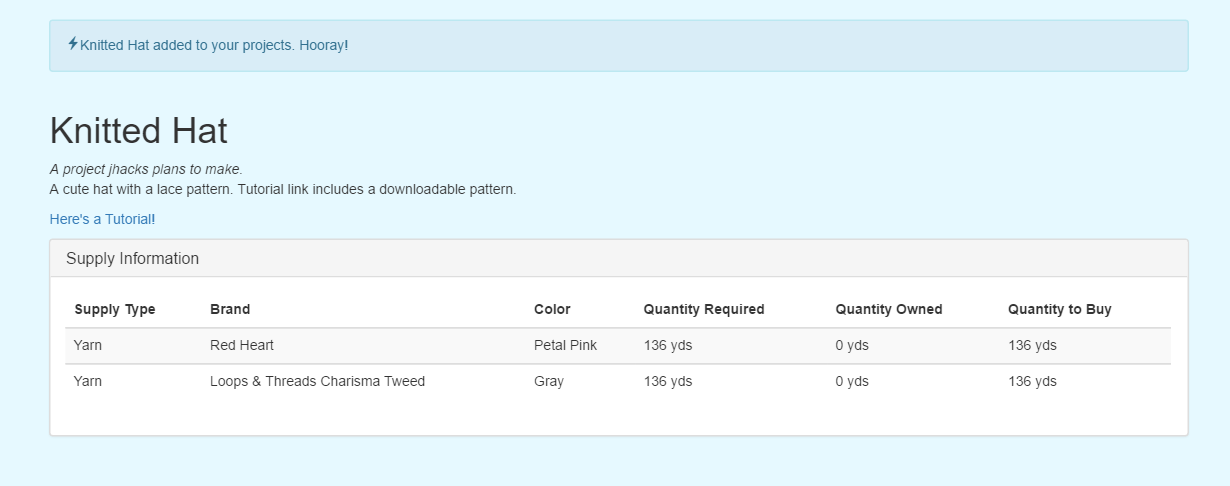 Knitted Hat added to your projects. Hooray!
Knitted Hat
A project jhacks plans to make.
A cute hat with a lace pattern. Tutorial link includes a downloadable pattern.
Here's a Tutorial!
Supply Information
Supply Type Brand Color Quantity Required Quantity Owned Quantity to Buy
Yarn Red Heart Petal Pink 136 yds 0 yds 136 yds
Yarn Loops & Threads Charisma Tweed Gray 136 yds 0 yds 136 yds